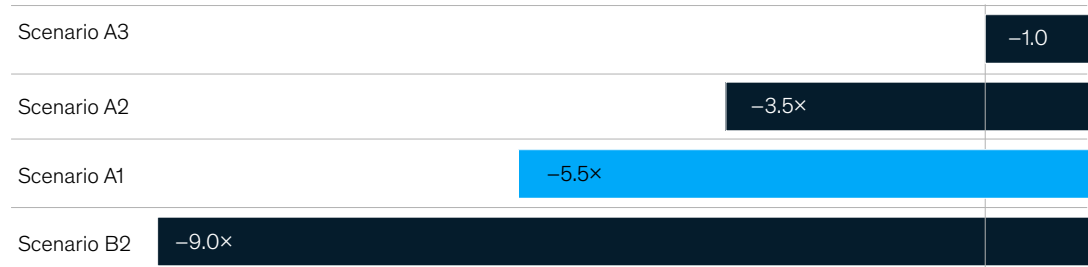 Scenario A3 –1.0
Scenario A2 –3.5×
Scenario A1 –5.5×
Scenario B2 –9.0×